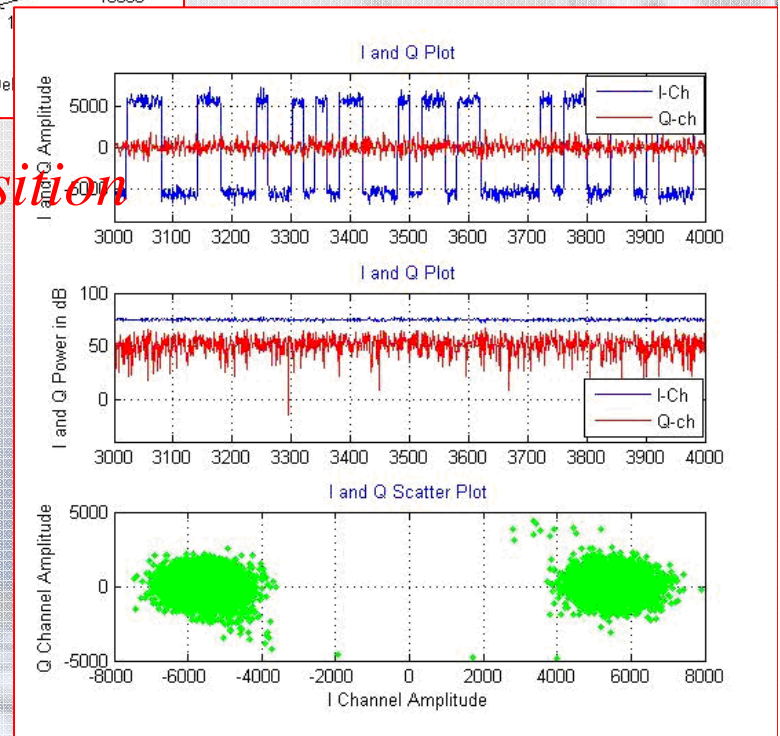 I and Q Plot
I and Q Amplitude
5000
0
-5000
I-Ch
Q-ch
3000 3100 3200 3300 3400 3500 3600 3700 3800 3900 4000
sition
I and Q Plot
I and Q Power in dB
100
50
0
I-Ch
Q-ch
3000 3100 3200 3300 3400 3500 3600 3700 3800 3900 4000
I and Q Scatter Plot
Q Channel Amplitude
5000
0
-5000
-8000 -6000 -4000 -2000 0 2000 4000 6000 8000
I Channel Amplitude